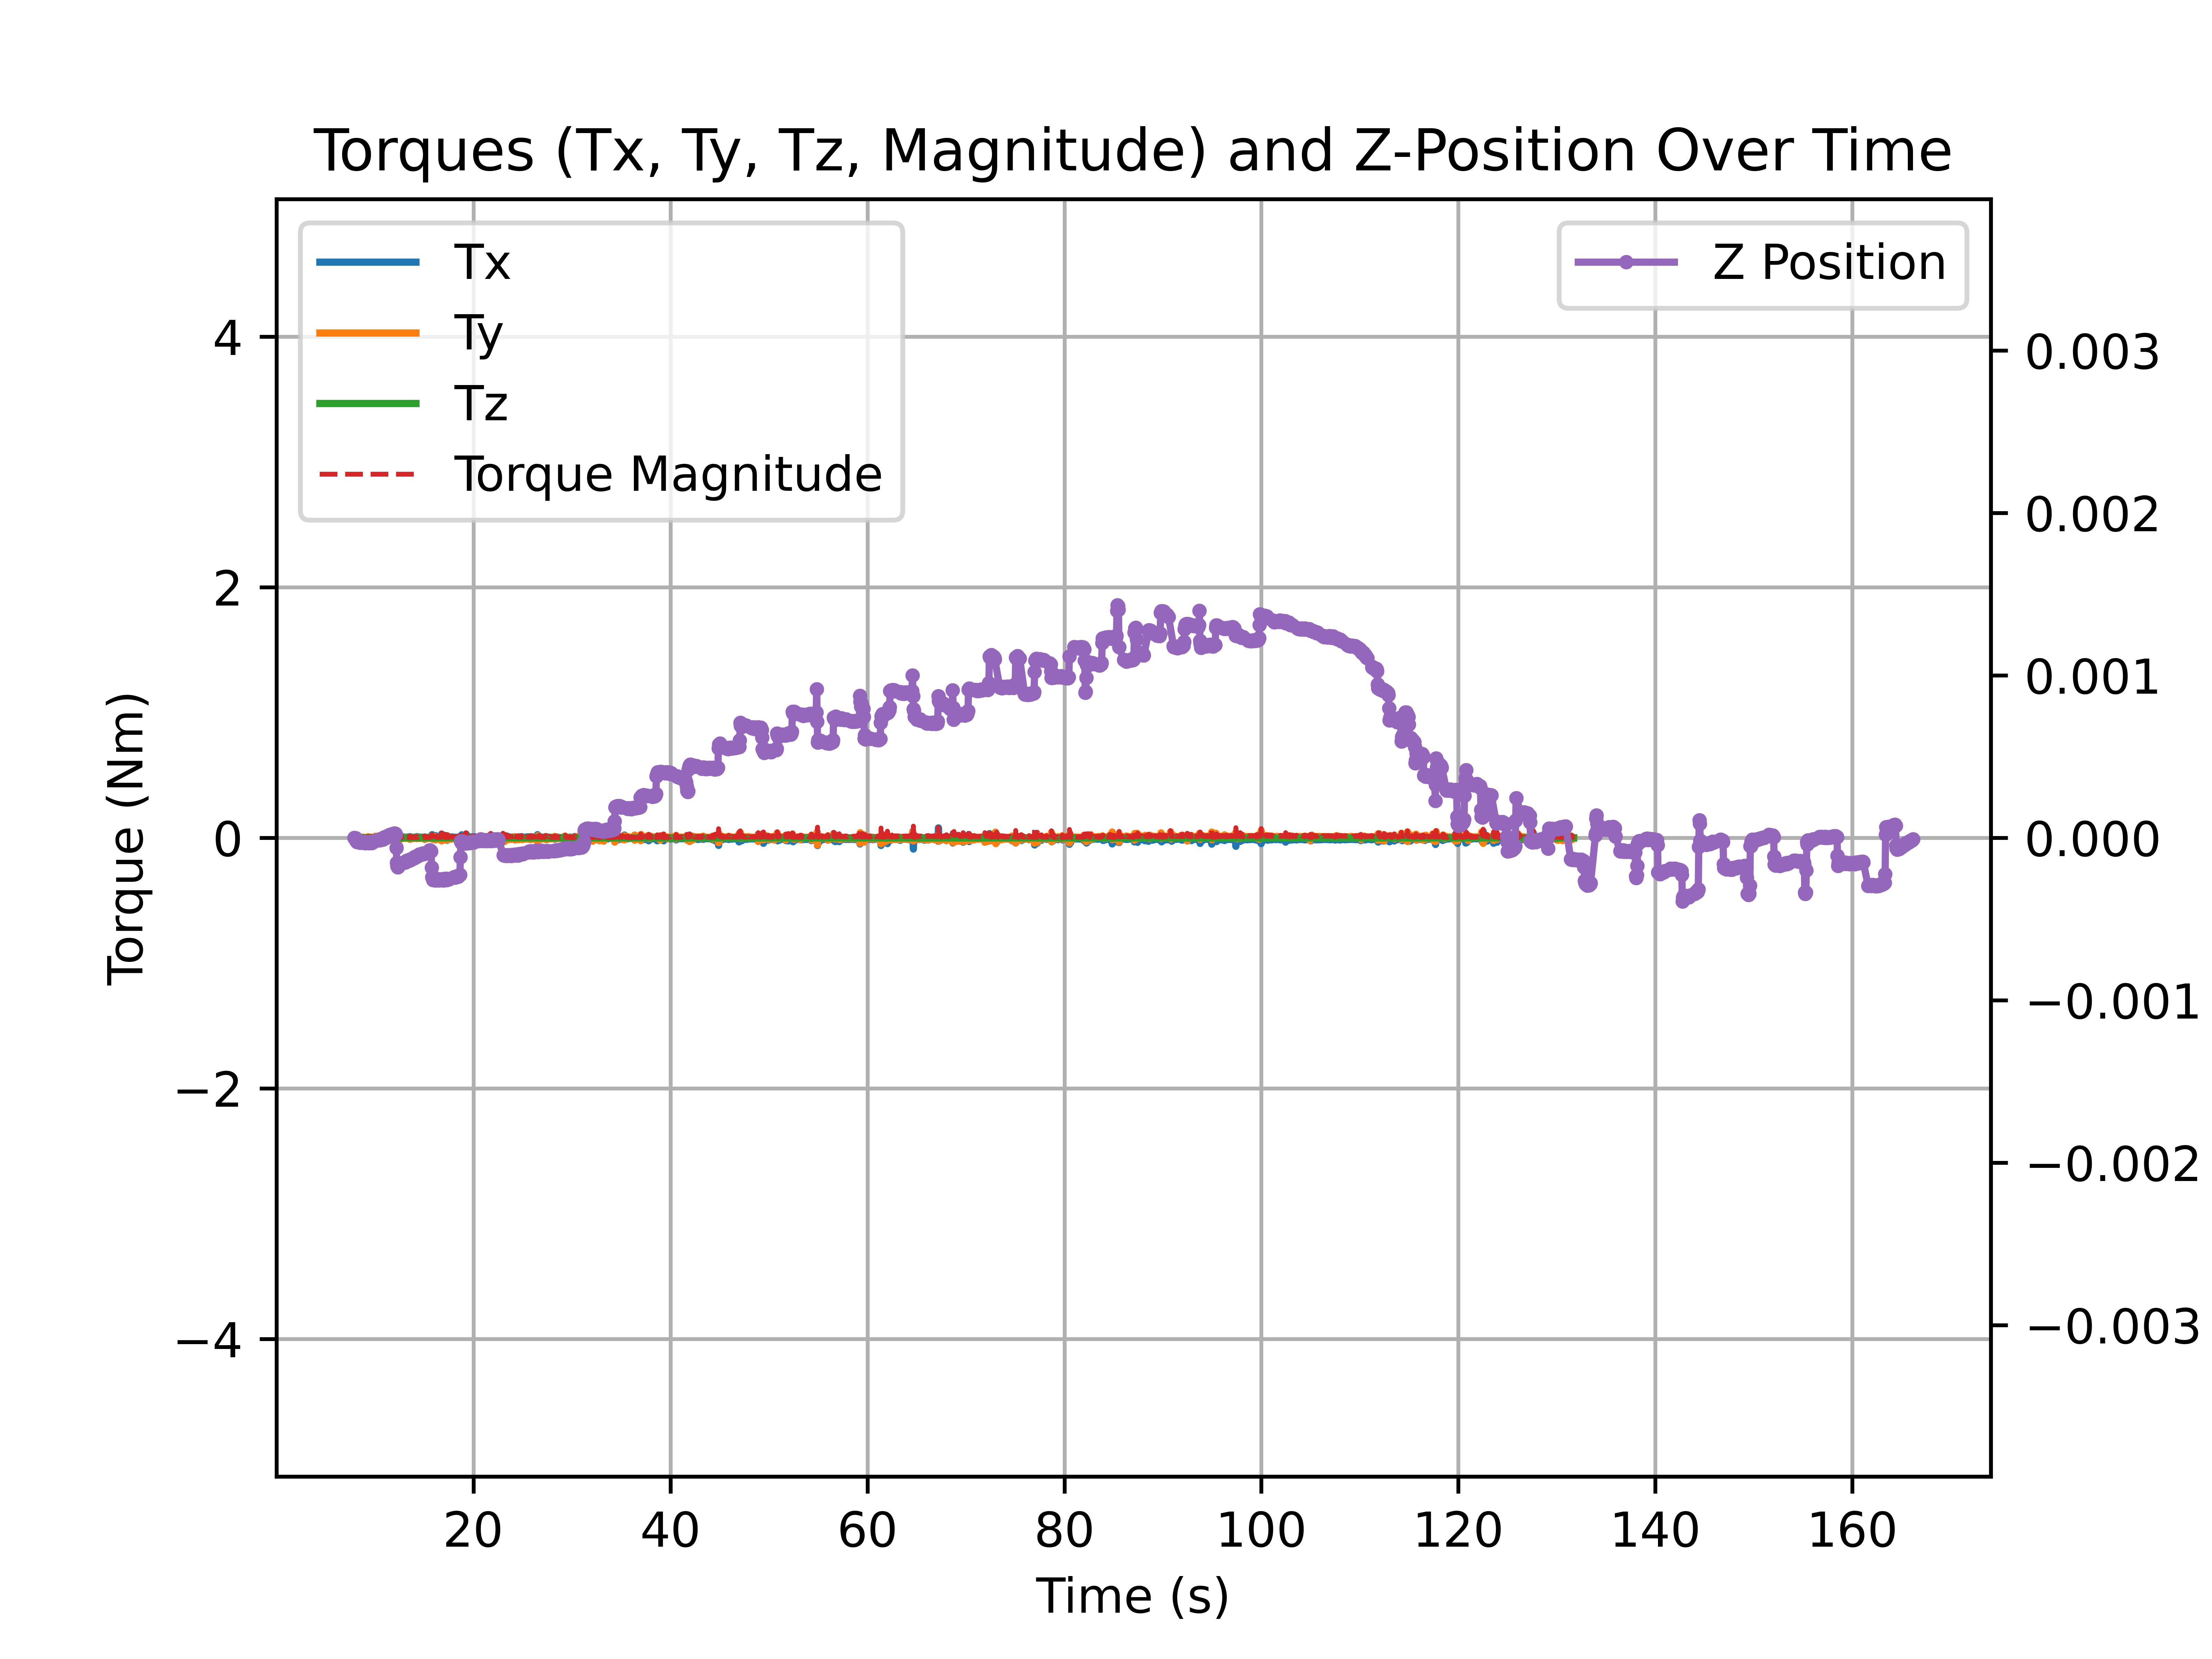 Torques (Tx, Ty, Tz, Magnitude) and Z-Position Over Time
Tx
Ty
Tz
Torque Magnitude
Z Position
4
2
0
−2
−4
Torque (Nm)
0.003
0.002
0.001
0.000
−0.001
−0.002
−0.003
20 40 60 80 100 120 140 160
Time (s)